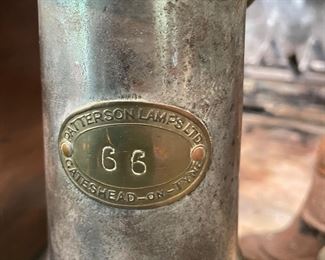 PATTERSON LAMPS LTD
66
GATESHEAD-ON-TYNE